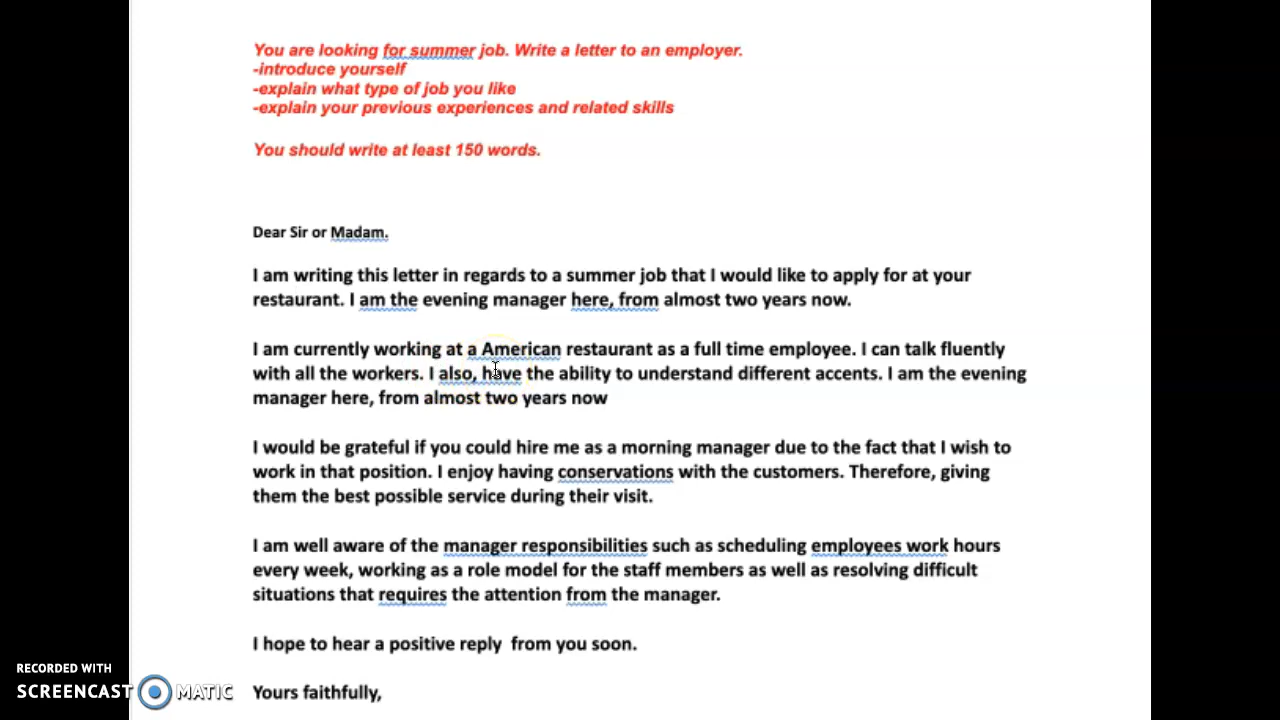 You are looking for summer job. Write a letter to an employer.
-introduce yourself
-explain what type of job you like
-explain your previous experiences and related skills
You should write at least 150 words.
Dear Sir or Madam.
I am writing this letter in regards to a summer job that I would like to apply for at your
restaurant. I am the evening manager here, from almost two years now.
I am currently working at a American restaurant as a full time employee. I can talk fluently
with all the workers. I also, have the ability to understand different accents. I am the evening
manager here, from almost two years now
I would be grateful if you could hire me as a morning manager due to the fact that I wish to
work in that position. I enjoy having conservations with the customers. Therefore, giving
them the best possible service during their visit.
I am well aware of the manager responsibilities such as scheduling employees work hours
every week, working as a role model for the staff members as well as resolving difficult
situations that requires the attention from the manager.
I hope to hear a positive reply  from you soon.
RECORDED WITH
SCREENCAST MATIC
Yours faithfully,